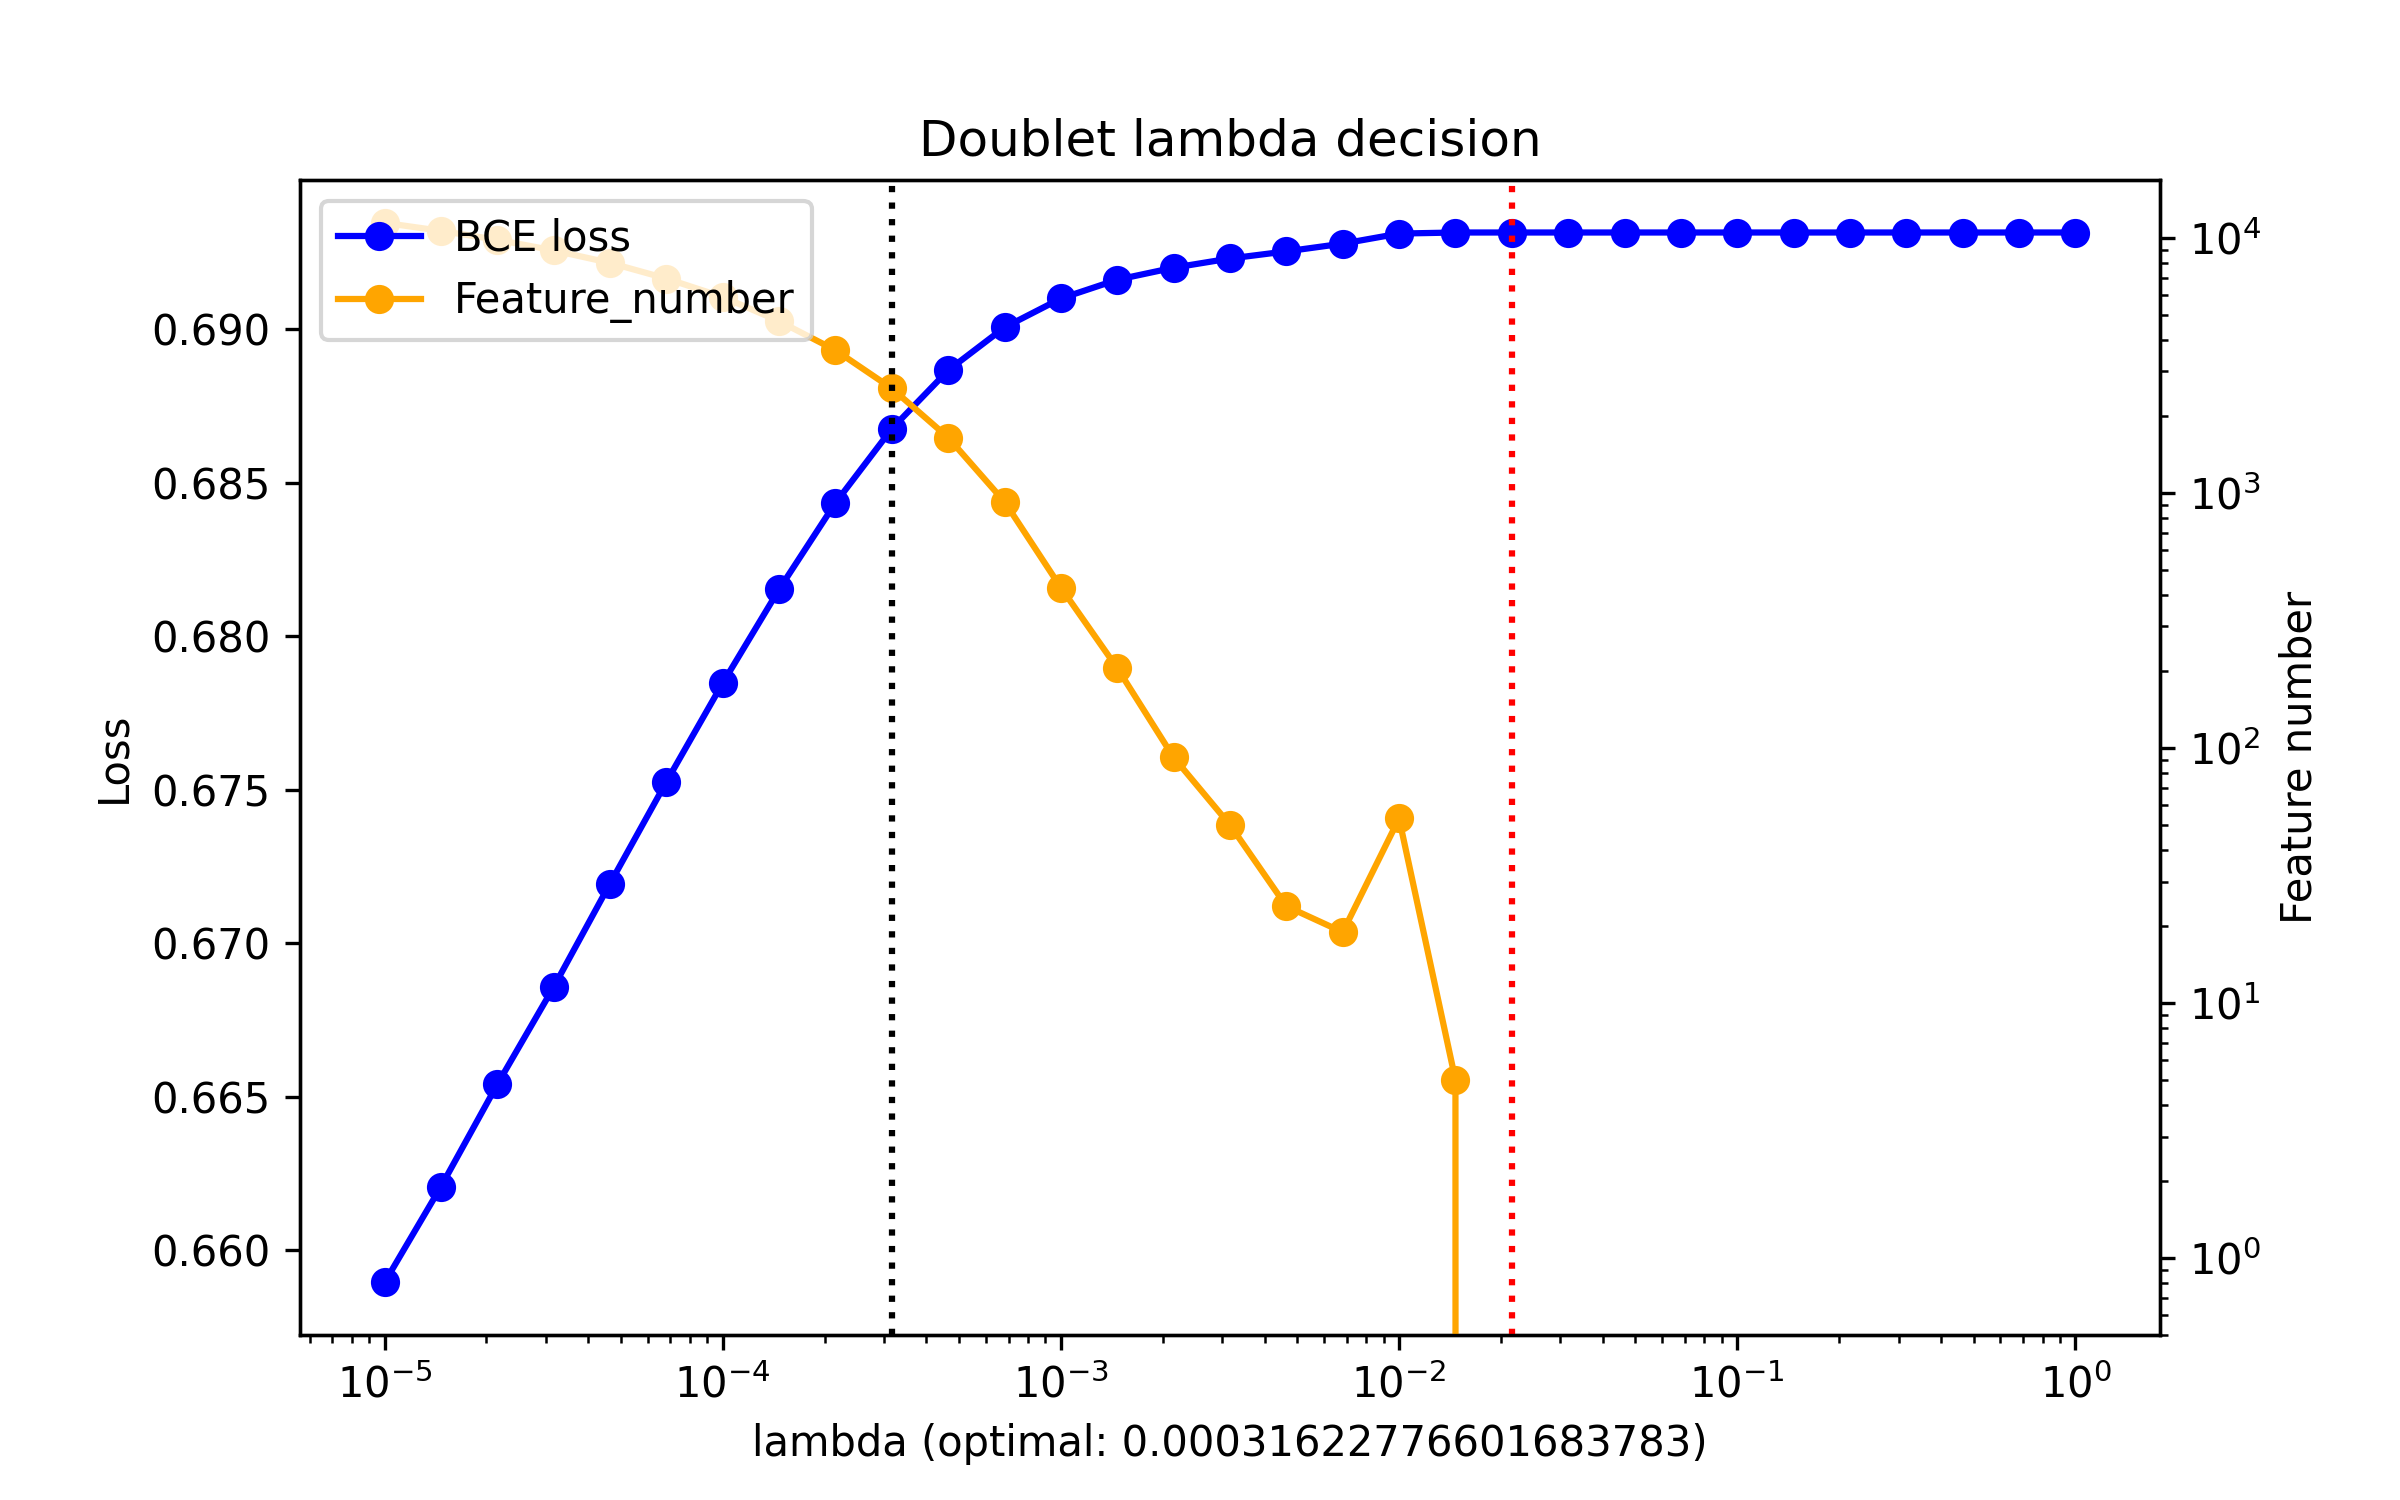 Doublet lambda decision
BCE loss
Feature_number
0.690
0.685
0.680
0.675
0.670
0.665
0.660
Loss
10⁴
10³
10²
10¹
10⁰
Feature number
10⁻⁵ 10⁻⁴ 10⁻³ 10⁻² 10⁻¹ 10⁰
lambda (optimal: 0.00031622776601683783)